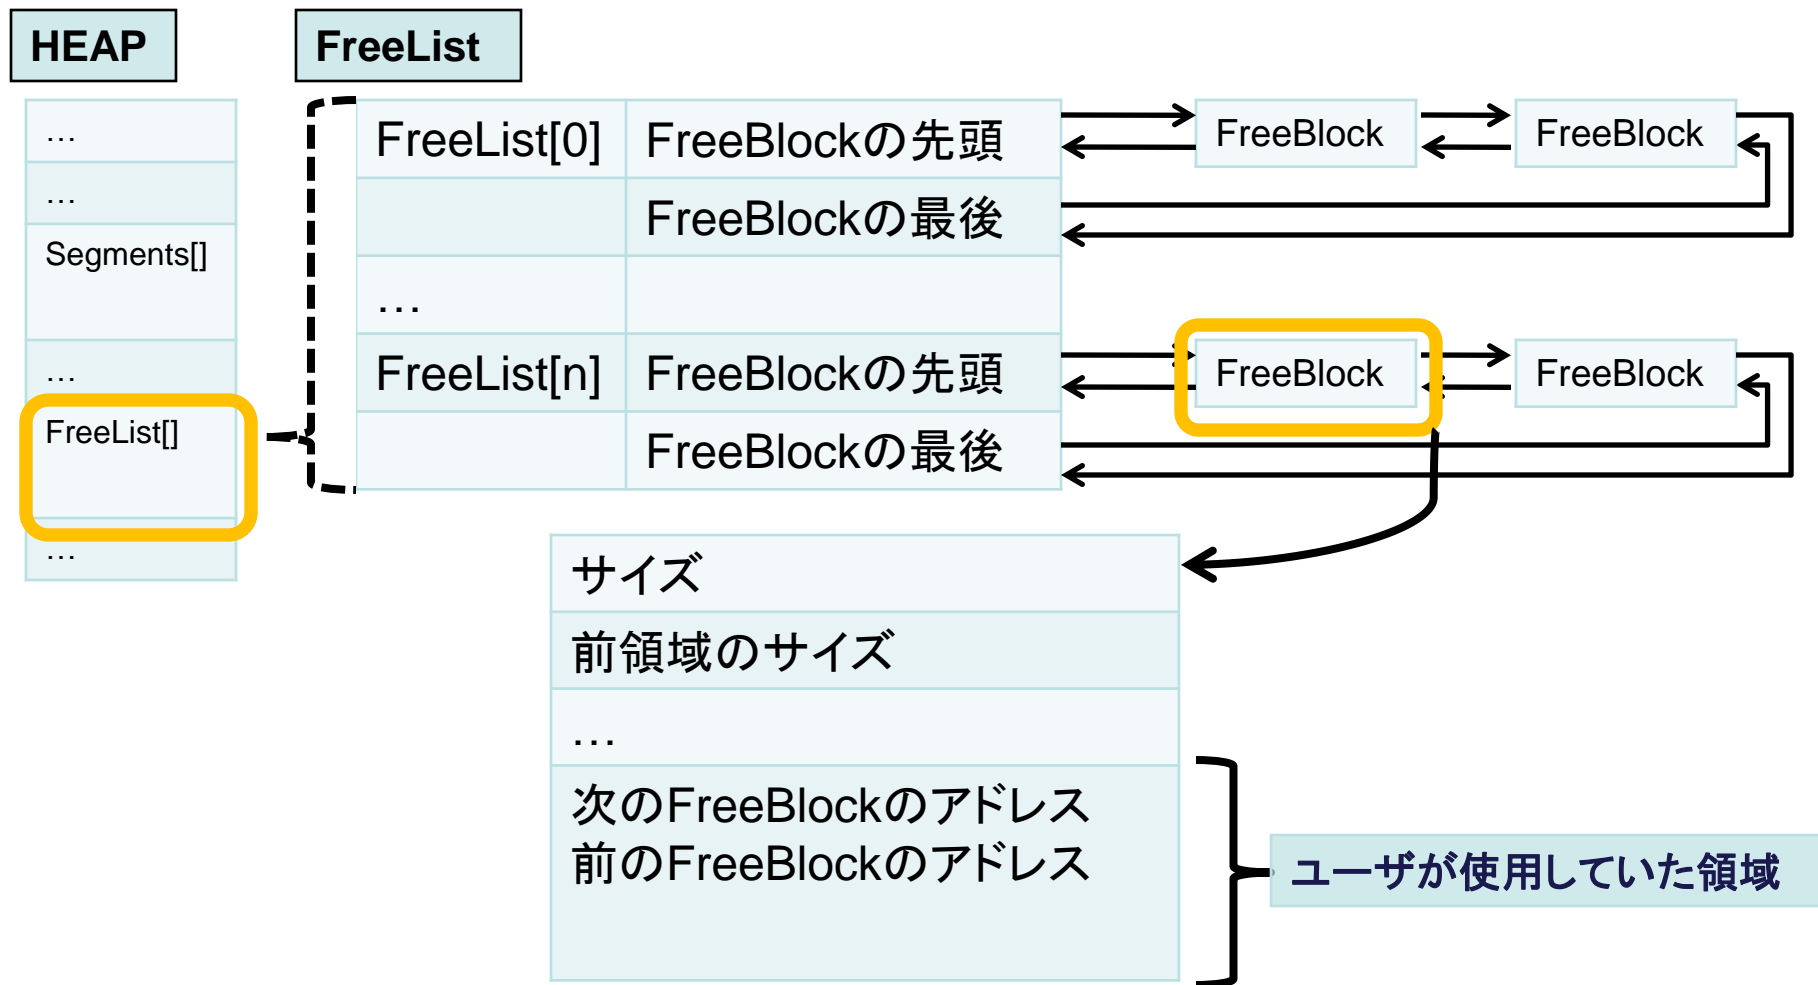 HEAP
FreeList
…
…
Segments[]
…
FreeList[]
…
FreeList[0] FreeBlockの先頭
FreeBlockの最後
…
FreeList[n] FreeBlockの先頭
FreeBlockの最後
FreeBlock FreeBlock
FreeBlock FreeBlock
サイズ
前領域のサイズ
…
次のFreeBlockのアドレス
前のFreeBlockのアドレス
ユーザが使用していた領域